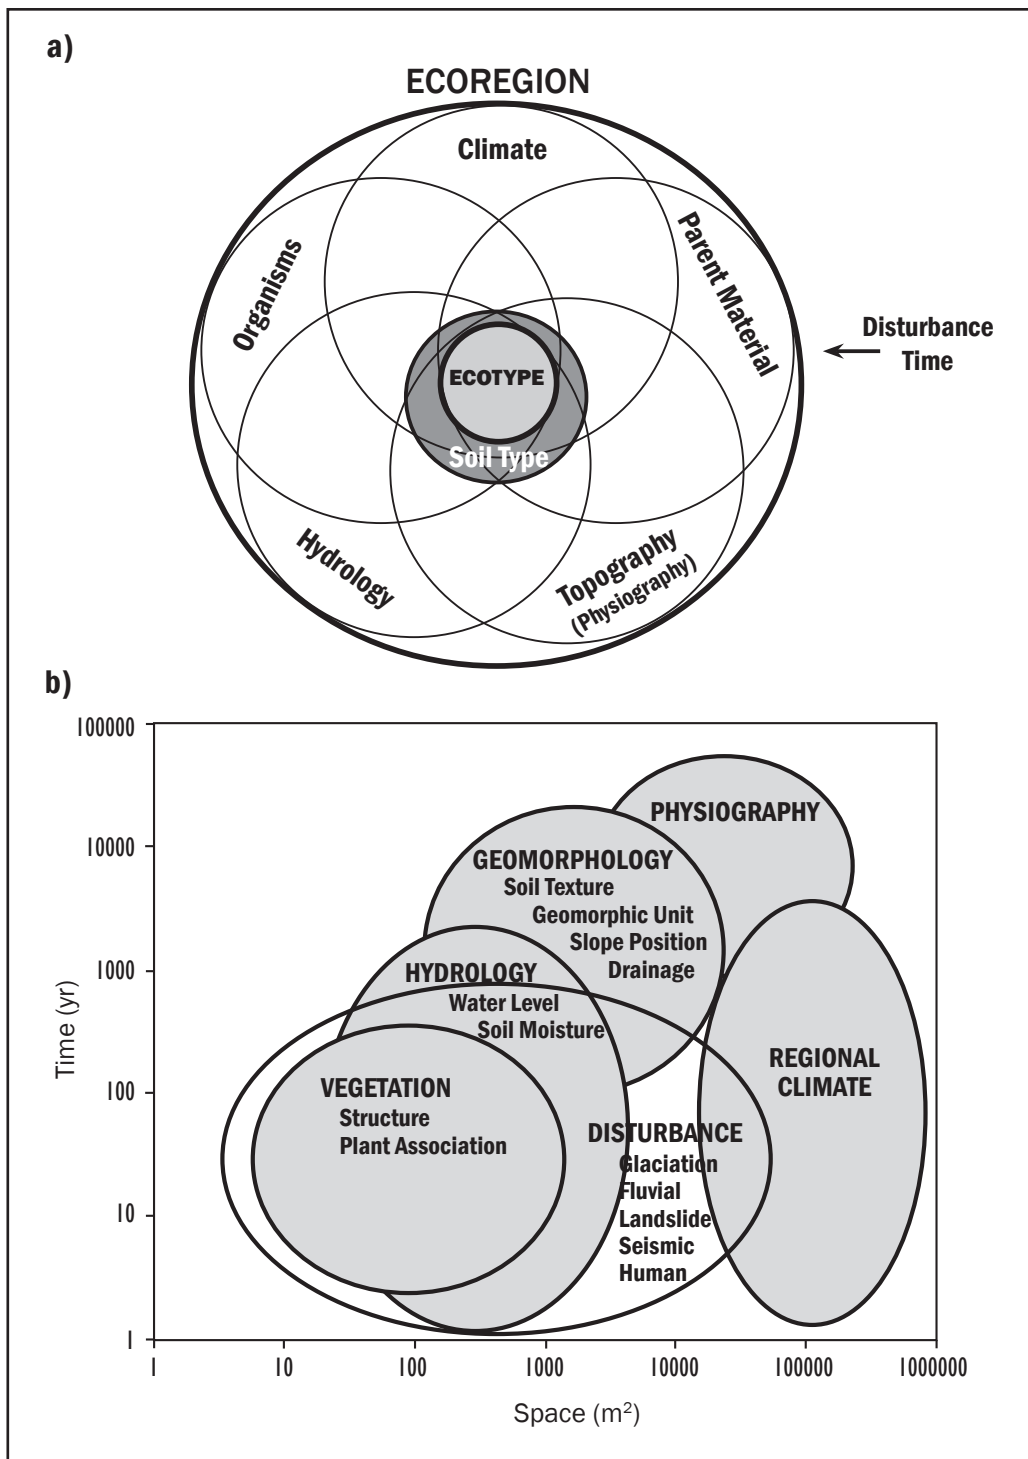 a)
ECOREGION
Climate
Organisms
Parent Material
Disturbance
Time
ECOTYPE
Soil Type
Hydrology
Topography
(Physiography)
b)
100000
10000
1000
100
10
1
Time (yr)
PHYSIOGRAPHY
GEOMORPHOLOGY
Soil Texture
Geomorphic Unit
Slope Position
Drainage
HYDROLOGY
Water Level
Soil Moisture
REGIONAL
CLIMATE
VEGETATION
Structure
Plant Association
DISTURBANCE
Glaciation
Fluvial
Landslide
Seismic
Human
1
10
100
1000
10000
100000
1000000
Space (m²)